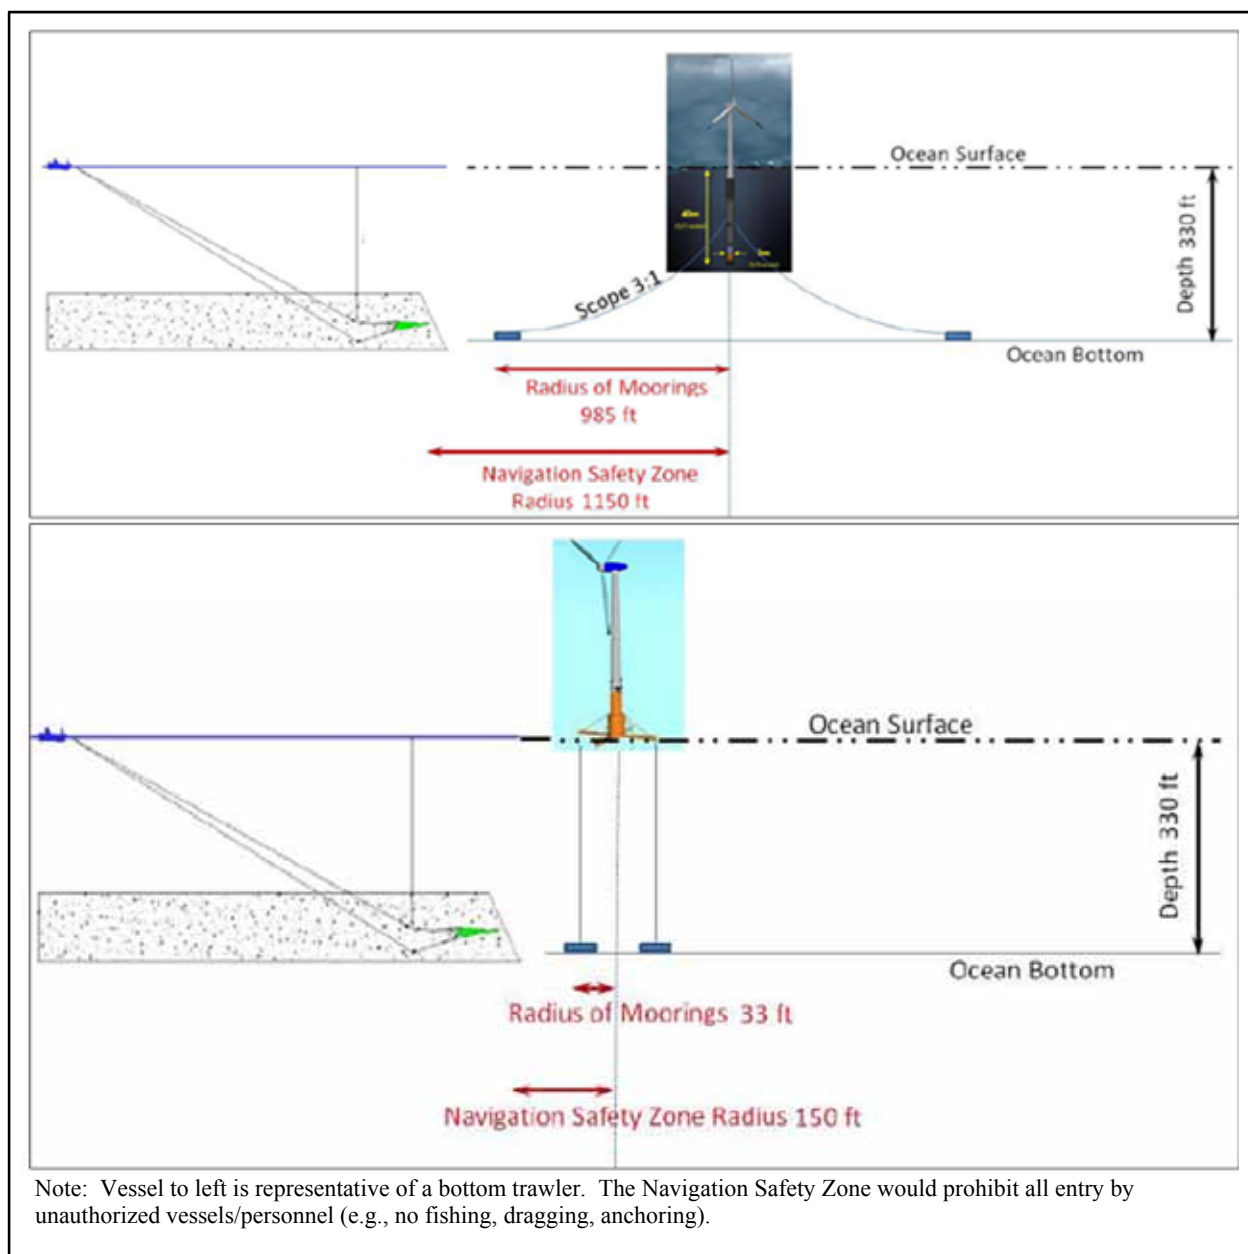 Ocean Surface
40m
5m
Depth 330 ft
Scope 3:1
Ocean Bottom
Radius of Moorings
985 ft
Navigation Safety Zone
Radius 1150 ft
Ocean Surface
Depth 330 ft
Ocean Bottom
Radius of Moorings 33 ft
Navigation Safety Zone Radius 150 ft
Note: Vessel to left is representative of a bottom trawler. The Navigation Safety Zone would prohibit all entry by
unauthorized vessels/personnel (e.g., no fishing, dragging, anchoring).